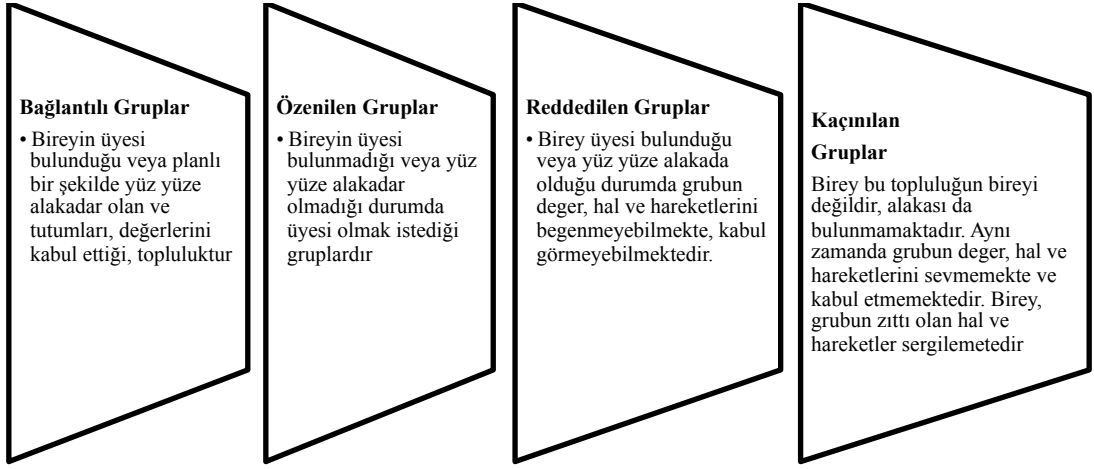 Bağlantılı Gruplar
• Bireyin üyesi
bulunduğu veya planlı
bir şekilde yüz yüze
alakadar olan ve
tutumları, değerlerini
kabul ettiği, topluluktur
Özenilen Gruplar
• Bireyin üyesi
bulunmadığı veya yüz
yüze alakadar
olmadığı durumda
üyesi olmak istediği
gruplardır
Reddedilen Gruplar
• Birey üyesi bulunduğu
veya yüz yüze alakada
olduğu durumda grubun
deger, hal ve hareketlerini
begenmeyebilmekte, kabul
görmeyebilmektedir.
Kaçınılan
Gruplar
Birey bu topluluğun bireyi
değildir, alakası da
bulunmamaktadır. Aynı
zamanda grubun deger, hal ve
hareketlerini sevmemekte ve
kabul etmemektedir. Birey,
grubun zıttı olan hal ve
hareketler sergilemetedir